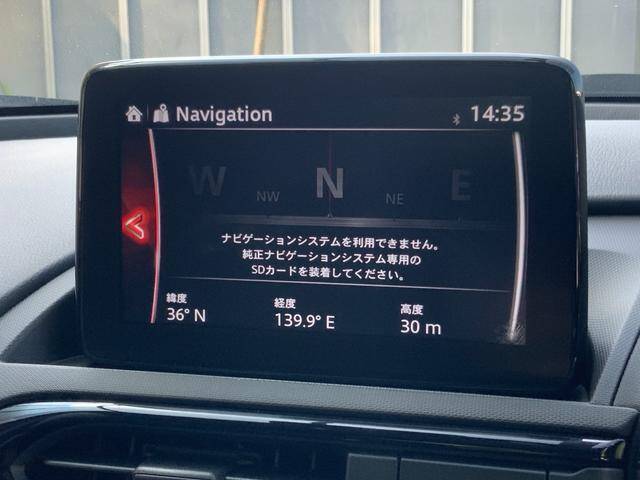 Navigation
14:35
W NW N NE E
ナビゲーションシステムを利用できません。
純正ナビゲーションシステム専用の
SDカードを装着してください。
緯度 経度 高度
36° N 139.9° E 30 m